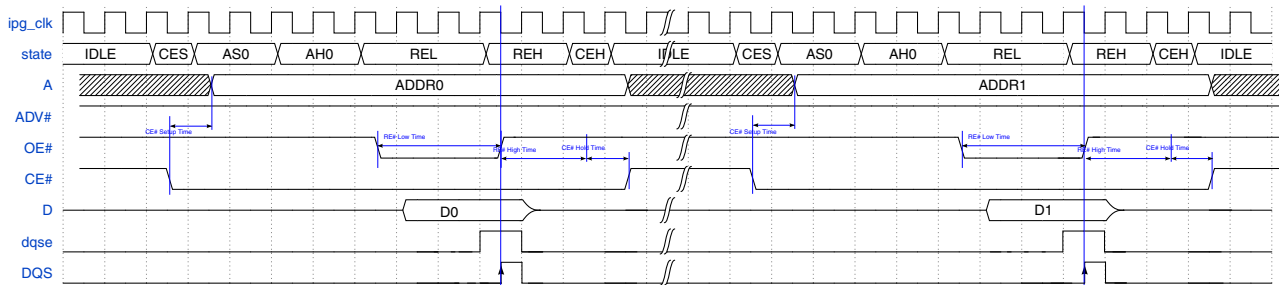 ipg_clk
state IDLE CES AS0 AH0 REL REH CEH IDLE CES AS0 AH0 REL REH CEH IDLE
A ADDR0 ADDR1
ADV#
CE# Setup Time CE# Setup Time
OE# RE# Low Time RE# Low Time
RE# High Time CE# Hold Time RE# High Time CE# Hold Time
CE#
D D0 D1
dqse
DQS